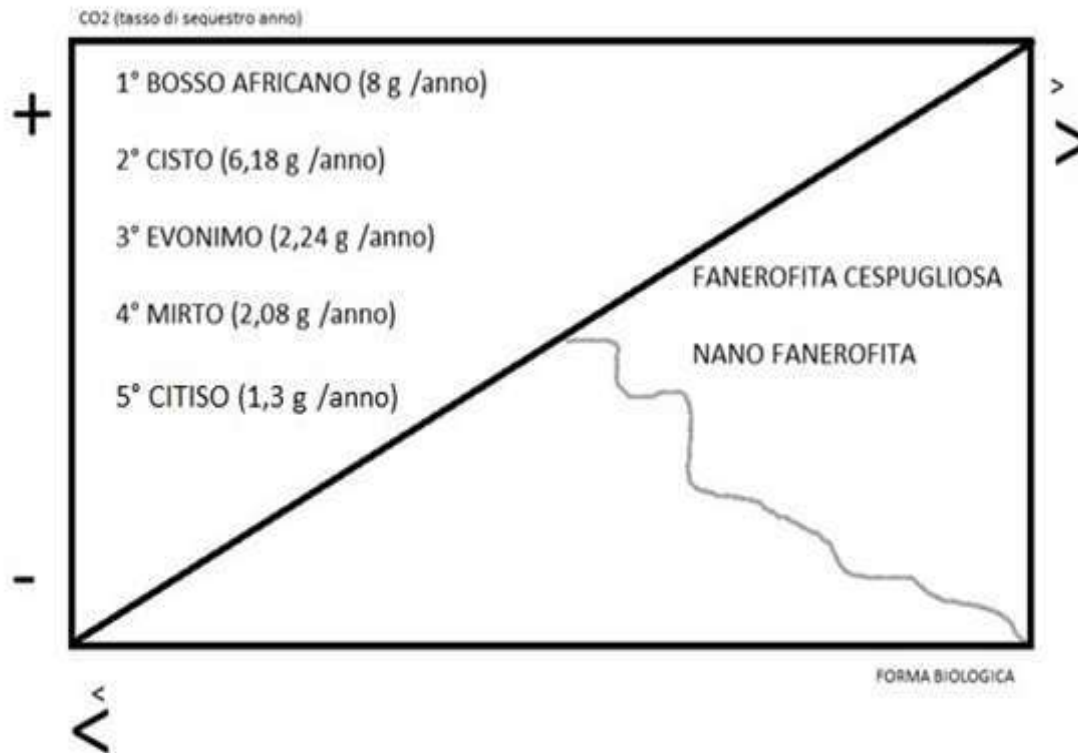 CO2 (tasso di sequestro anno)
1° BOSSO AFRICANO (8 g /anno)
2° CISTO (6,18 g /anno)
3° EVONIMO (2,24 g /anno)
4° MIRTO (2,08 g /anno)
5° CITISO (1,3 g /anno)
FANEROFITA CESPUGLIOSA
NANO FANEROFITA
+
-
>
>
FORMA BIOLOGICA
<
<